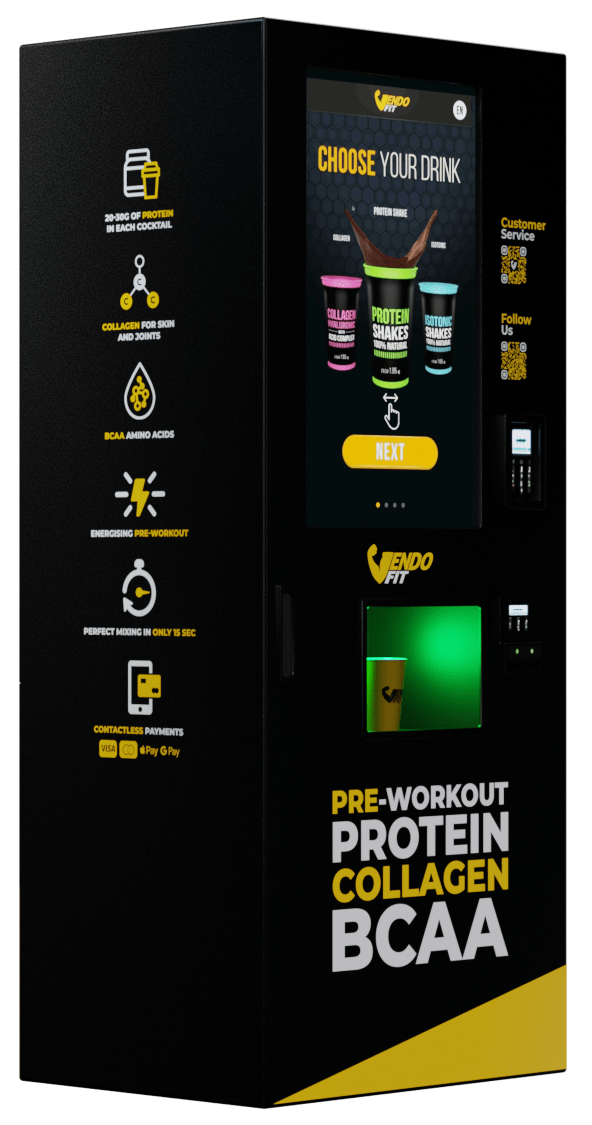 20-30G OF PROTEIN
IN EACH COCKTAIL
C
C
C
COLLAGEN FOR SKIN
AND JOINTS
BCAA AMINO ACIDS
ENERGISING PRE-WORKOUT
PERFECT MIXING IN ONLY 15 SEC
CONTACTLESS PAYMENTS
VISA Pay G Pay
VENDO
FIT
EN
CHOOSE YOUR DRINK
PROTEIN SHAKE
COLLAGEN
ISOTONIC
COLLAGEN
HYALURONIC
WITH
ACID COMPLEX
PROTEIN
SHAKES
100% NATURAL
FROM 1.95 €
ISOTONIC
SHAKES
100% NATURAL
NEXT
Customer
Service
Follow
Us
VENDO
FIT
PRE-WORKOUT
PROTEIN
COLLAGEN
BCAA